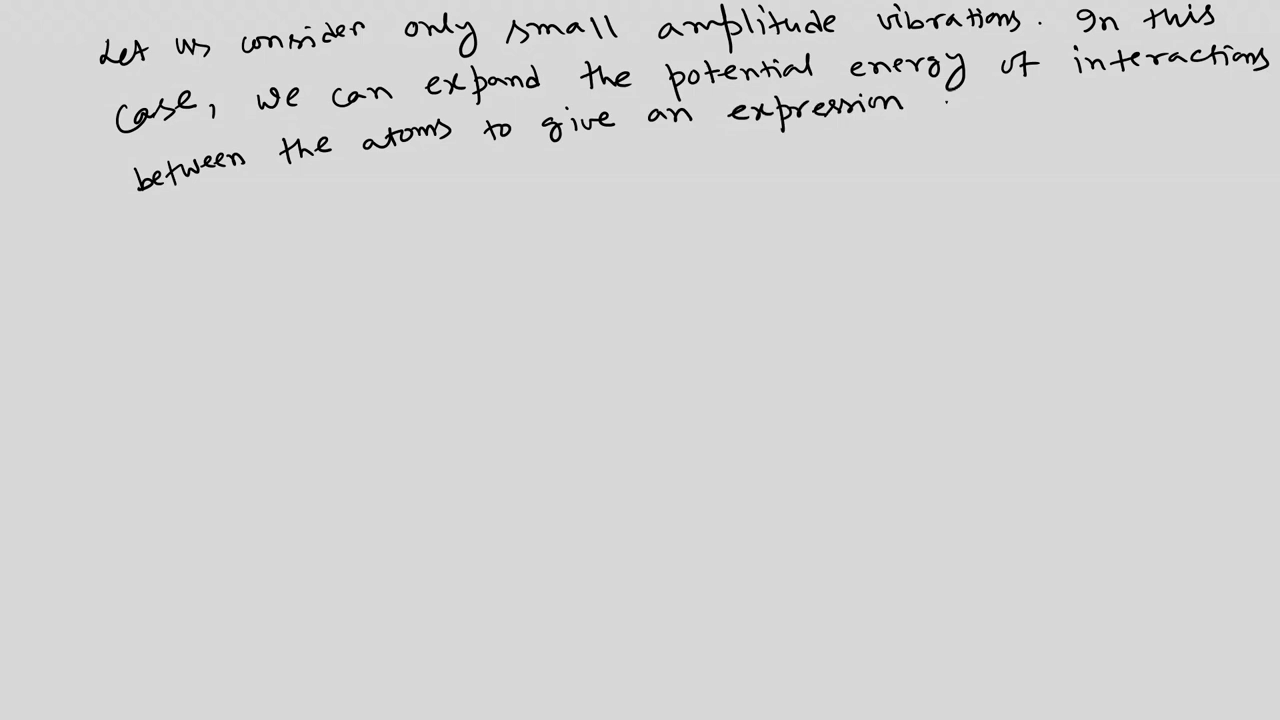 Let us consider only small amplitude vibrations. In this
case, we can expand the potential energy of interactions
between the atoms to give an expression.